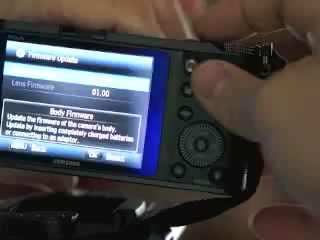 Firmware Update
Lens Firmware 01.00
Body Firmware
Update the firmware of the camera's body.
Update by inserting completely charged batteries
or connecting to an adaptor.
MENU Back OK
SAMSUNG